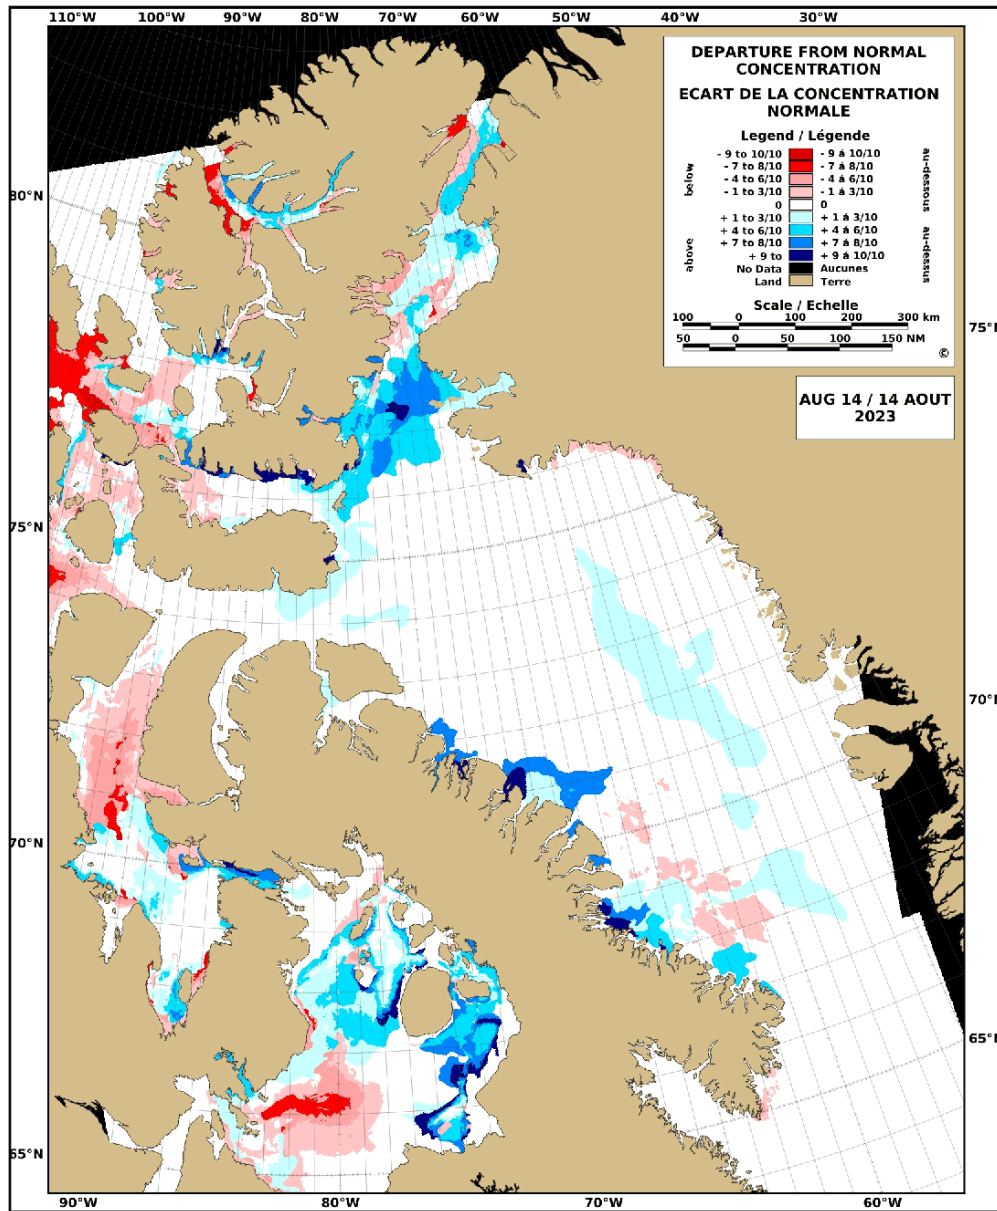 110°W 100°W 90°W 80°W 70°W 60°W 50°W 40°W 30°W
DEPARTURE FROM NORMAL
CONCENTRATION
ECART DE LA CONCENTRATION
NORMALE
Legend / Légende
below
above
- 9 to 10/10 - 9 á 10/10
- 7 to 8/10 - 7 á 8/10
- 4 to 6/10 - 4 á 6/10
- 1 to 3/10 - 1 á 3/10
0 0
+ 1 to 3/10 + 1 á 3/10
+ 4 to 6/10 + 4 á 6/10
+ 7 to 8/10 + 7 á 8/10
+ 9 to + 9 á 10/10
No Data Aucunes
Land Terre
au-dessous
au-dessus
Scale / Echelle
100 0 100 200 300 km
50 0 50 100 150 NM
©
AUG 14 / 14 AOUT
2023
80°N
75°N
75°N
70°N
70°N
65°N
65°N
90°W 80°W 70°W 60°W